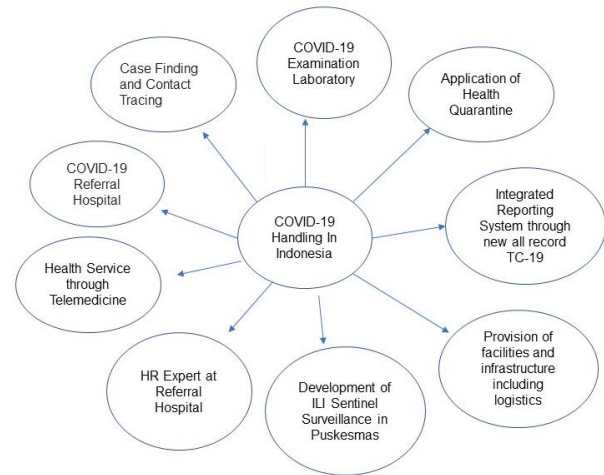 COVID-19
Examination
Laboratory
Case Finding
and Contact
Tracing
Application of
Health
Quarantine
COVID-19
Referral
Hospital
COVID-19
Handling In
Indonesia
Integrated
Reporting
System through
new all record
TC-19
Health Service
through
Telemedicine
HR Expert at
Referral
Hospital
Development of
ILI Sentinel
Surveillance in
Puskesmas
Provision of
facilities and
infrastructure
including
logistics